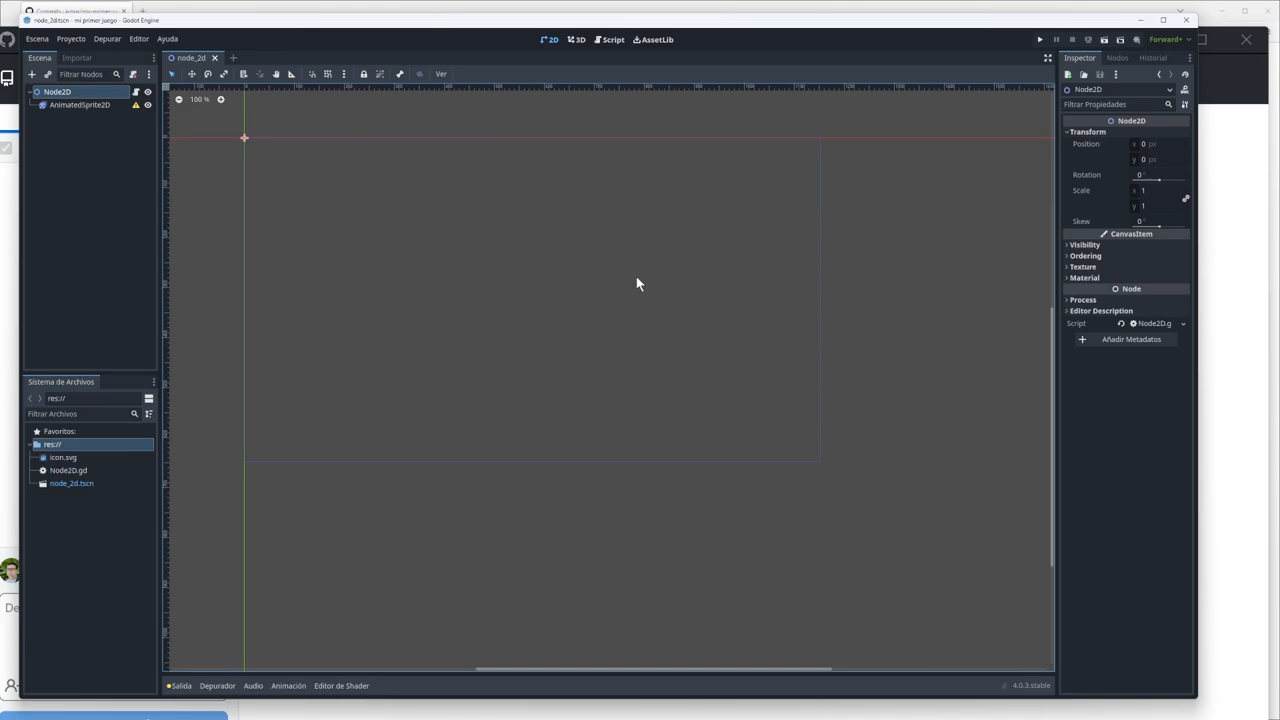 node_2d.tscn - mi primer juego - Godot Engine
Escena Proyecto Depurar Editor Ayuda
2D 3D Script AssetLib
Forward+
Escena Importar
node_2d
Inspector Nodos Historial
Filtrar Nodos
Ver
Node2D
AnimatedSprite2D
100 %
Node2D
Filtrar Propiedades
Node2D
Transform
Position x 0 px
y 0 px
Rotation 0 °
Scale x 1
y 1
Skew 0 °
CanvasItem
Visibility
Ordering
Texture
Material
Node
Process
Editor Description
Script Node2D.g
Añadir Metadatos
Sistema de Archivos
res://
Filtrar Archivos
Favoritos:
res://
icon.svg
Node2D.gd
node_2d.tscn
De
Salida Depurador Audio Animación Editor de Shader
4.0.3.stable